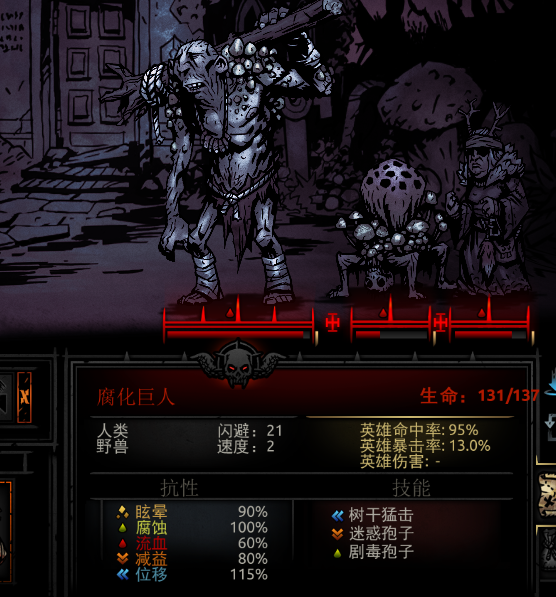 腐化巨人 生命：131/137
人类 闪避：21 英雄命中率：95%
野兽 速度：2 英雄暴击率：13.0%
英雄伤害：-
抗性 技能
眩晕 90% 树干猛击
腐蚀 100% 迷惑孢子
流血 60% 剧毒孢子
减益 80%
位移 115%